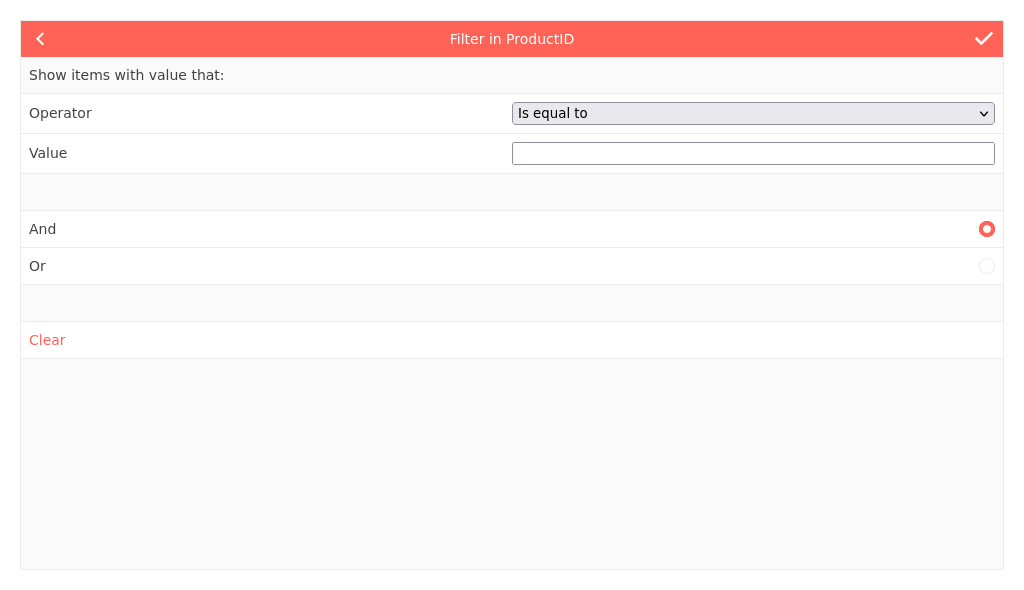 Filter in ProductID
Show items with value that:
Operator
Is equal to
Value
And
Or
Clear